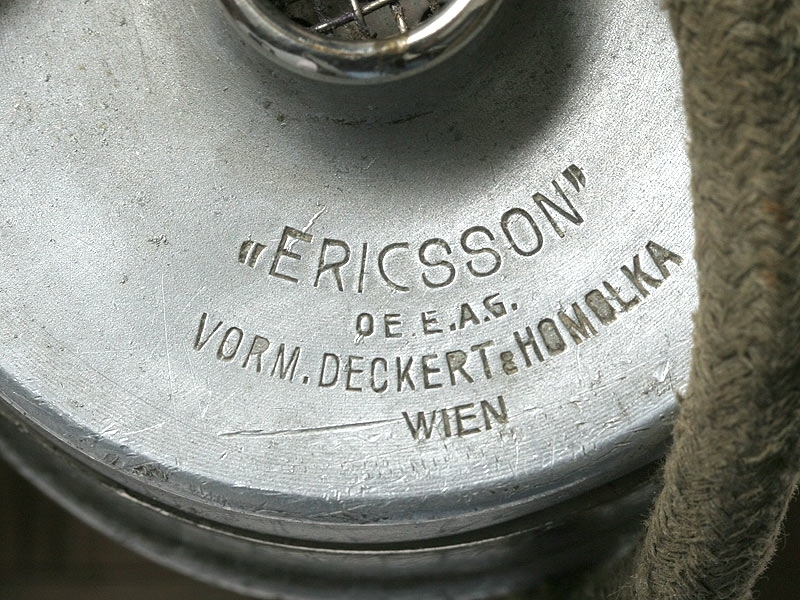 "ERICSSON"
OE.E.A.G.
VORM. DECKERT & HOMOLKA
WIEN